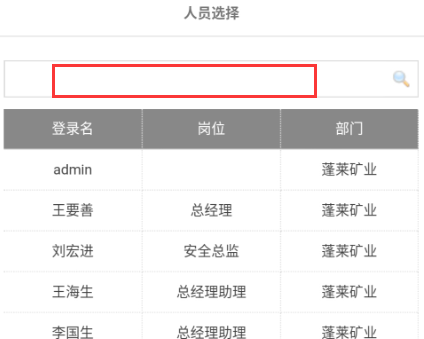 人员选择
登录名 岗位 部门
admin 蓬莱矿业
王要善 总经理 蓬莱矿业
刘宏进 安全总监 蓬莱矿业
王海生 总经理助理 蓬莱矿业
李国生 总经理助理 蓬莱矿业